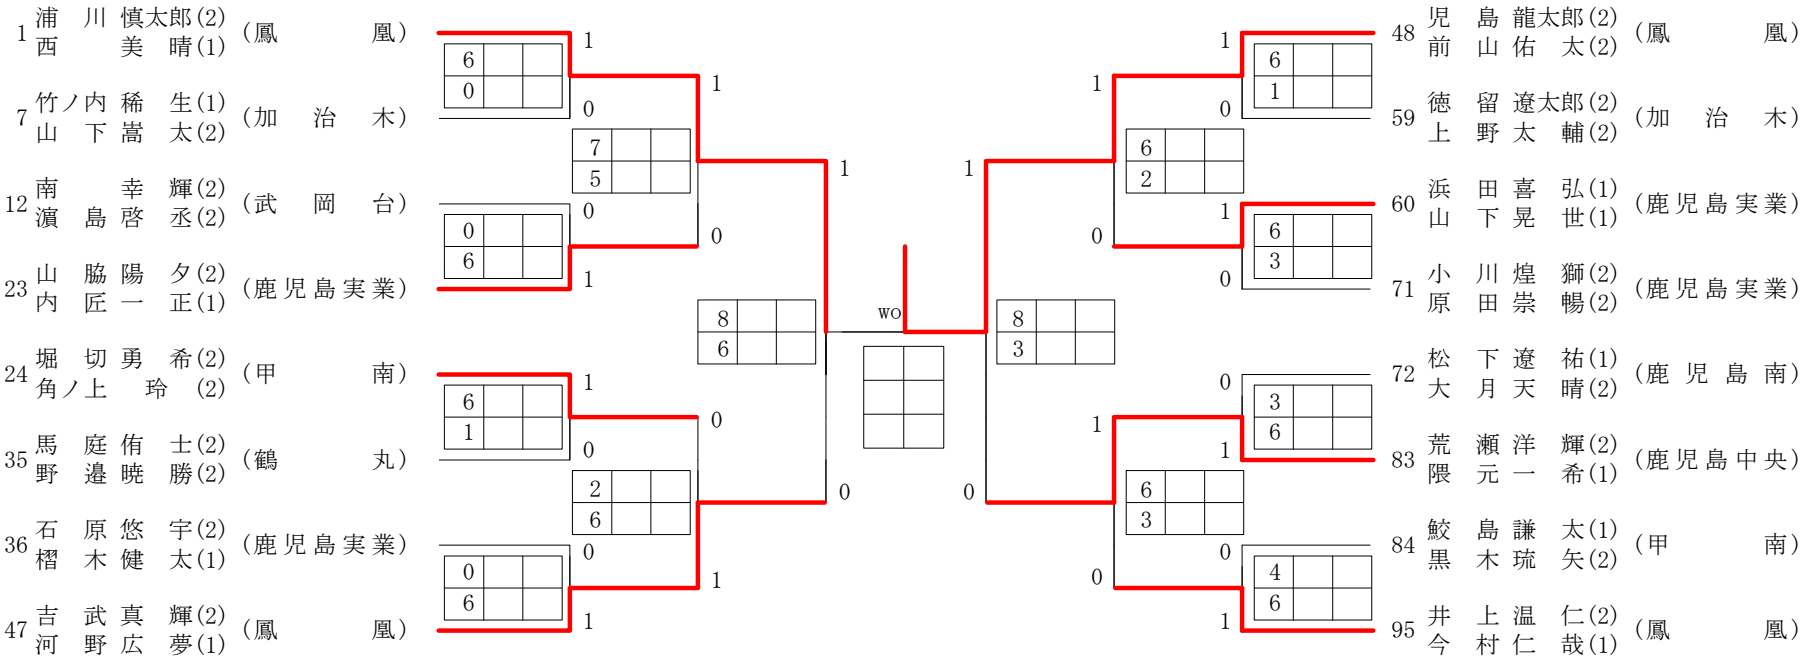 1 浦 川 慎太郎(2) (鳳 凰)
西 美 晴(1)
7 竹ノ内 稀 生(1) (加 治 木)
山 下 嵩 太(2)
12 南 幸 輝(2) (武 岡 台)
濵 島 啓 丞(2)
23 山 脇 陽 夕(2) (鹿児島実業)
内 匠 一 正(1)
24 堀 切 勇 希(2) (甲 南)
角ノ上 玲 (2)
35 馬 庭 侑 士(2) (鶴 丸)
野 邉 暁 勝(2)
36 石 原 悠 宇(2) (鹿児島実業)
槢 木 健 太(1)
47 吉 武 真 輝(2) (鳳 凰)
河 野 広 夢(1)
1
6
0
0
0
0
6
1
1
6
1
0
0
0
6
1
1
7
5
0
0
2
6
1
1
8
6
0
WO
1
8
3
0
1
6
2
0
1
6
3
0
1
6
1
0
1
6
3
0
0
3
6
1
0
4
6
1
48 児 島 龍太郎(2) (鳳 凰)
前 山 佑 太(2)
59 徳 留 遼太郎(2) (加 治 木)
上 野 太 輔(2)
60 浜 田 喜 弘(1) (鹿児島実業)
山 下 晃 世(1)
71 小 川 煌 獅(2) (鹿児島実業)
原 田 崇 暢(2)
72 松 下 遼 祐(1) (鹿 児 島 南)
大 月 天 晴(2)
83 荒 瀬 洋 輝(2) (鹿児島中央)
隈 元 一 希(1)
84 鮫 島 謙 太(1) (甲 南)
黒 木 琉 矢(2)
95 井 上 温 仁(2) (鳳 凰)
今 村 仁 哉(1)